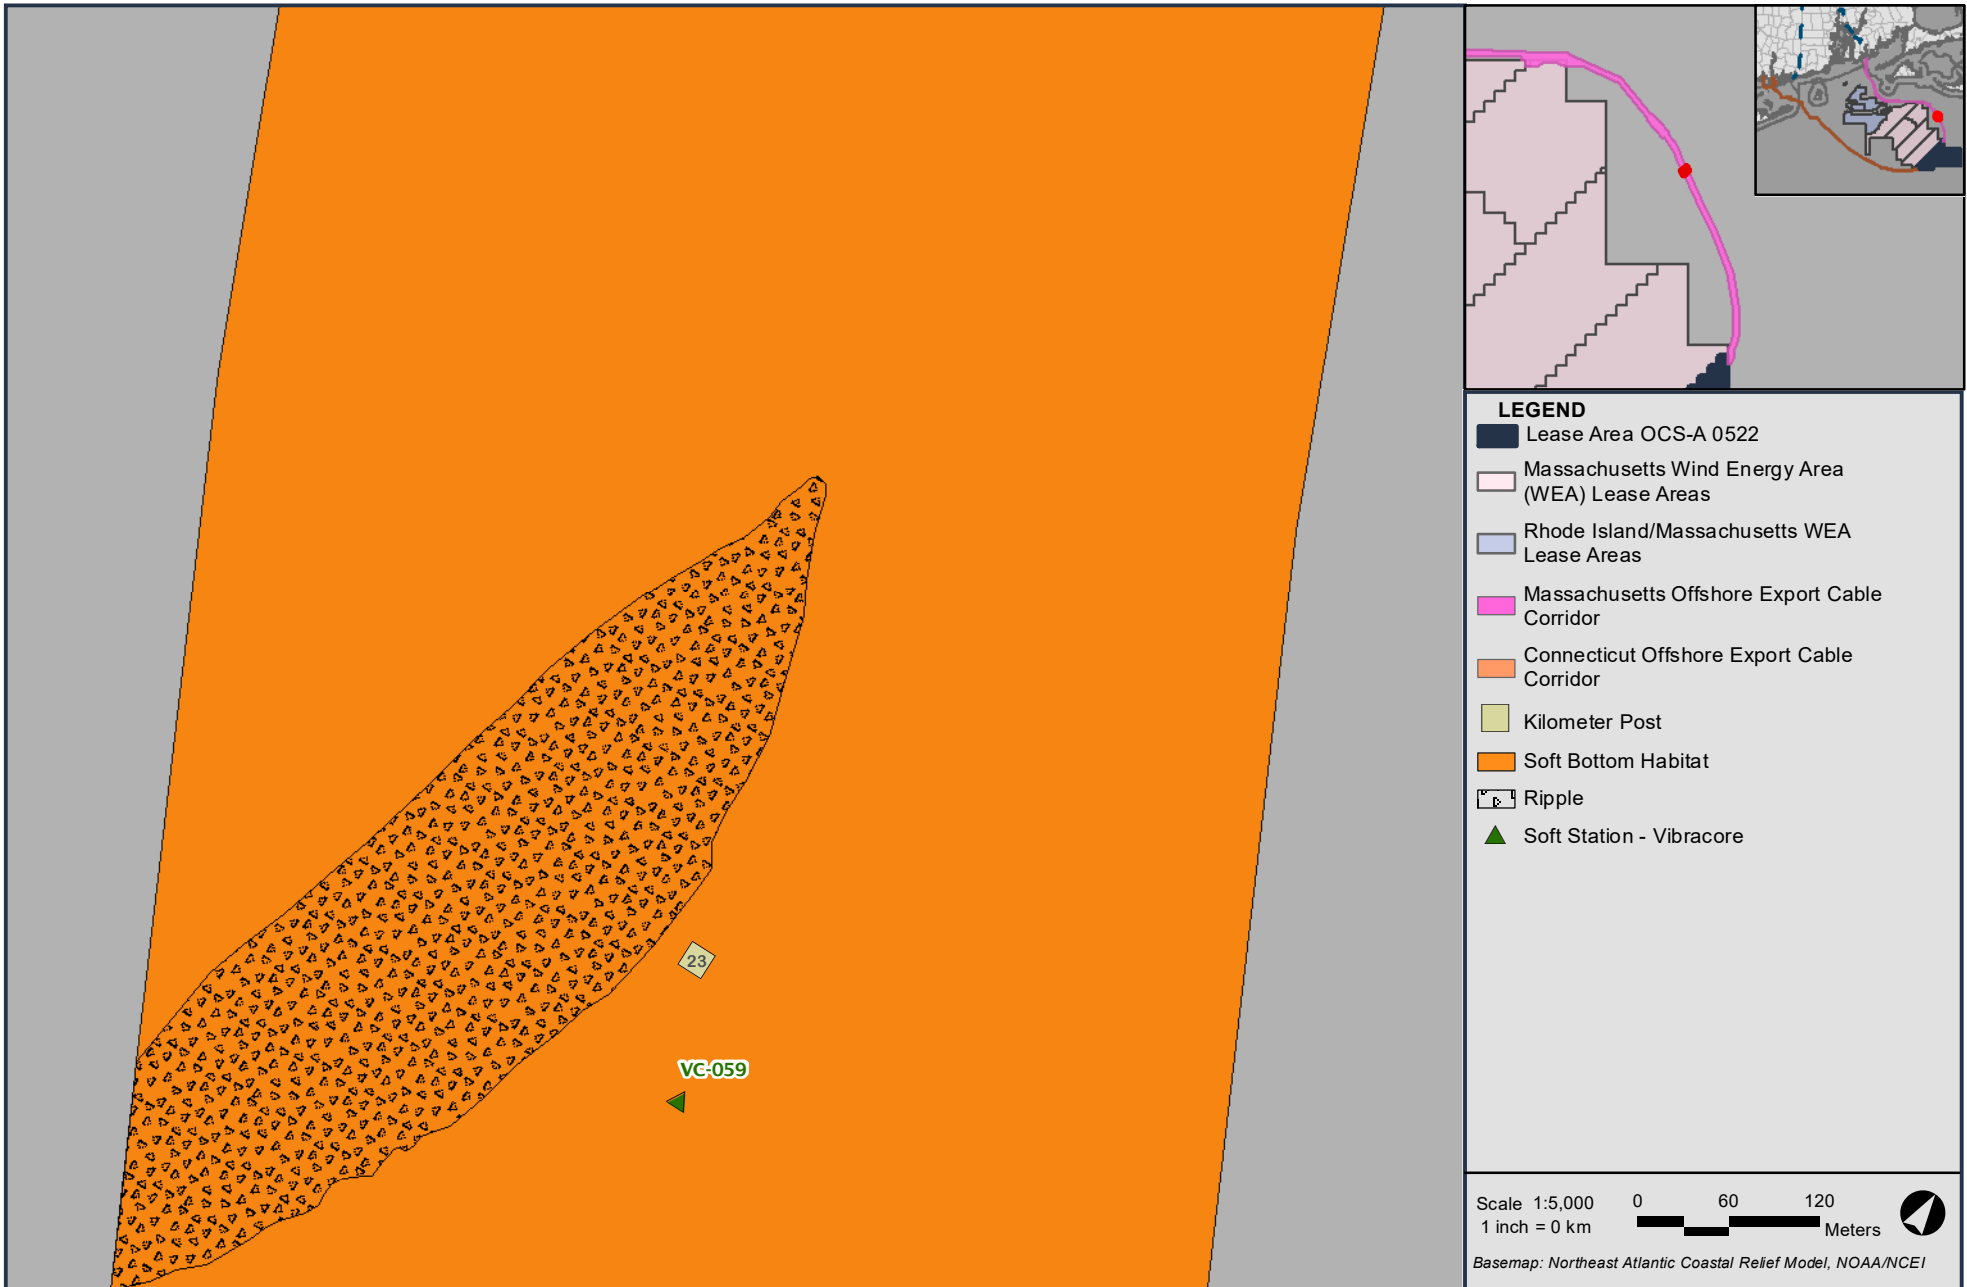 23
VC-059
LEGEND
Lease Area OCS-A 0522
Massachusetts Wind Energy Area
(WEA) Lease Areas
Rhode Island/Massachusetts WEA
Lease Areas
Massachusetts Offshore Export Cable
Corridor
Connecticut Offshore Export Cable
Corridor
Kilometer Post
Soft Bottom Habitat
Ripple
Soft Station - Vibracore
Scale 1:5,000
1 inch = 0 km
0 60 120
Meters
Basemap: Northeast Atlantic Coastal Relief Model, NOAA/NCEI